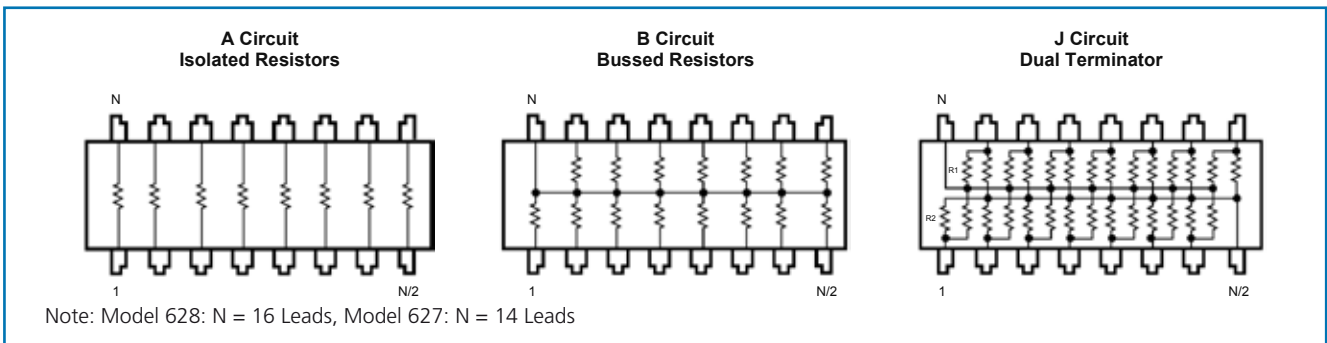 A Circuit
Isolated Resistors
B Circuit
Bussed Resistors
J Circuit
Dual Terminator
N
N
N
R1
R2
1
N/2
1
N/2
1
N/2
Note: Model 628: N = 16 Leads, Model 627: N = 14 Leads